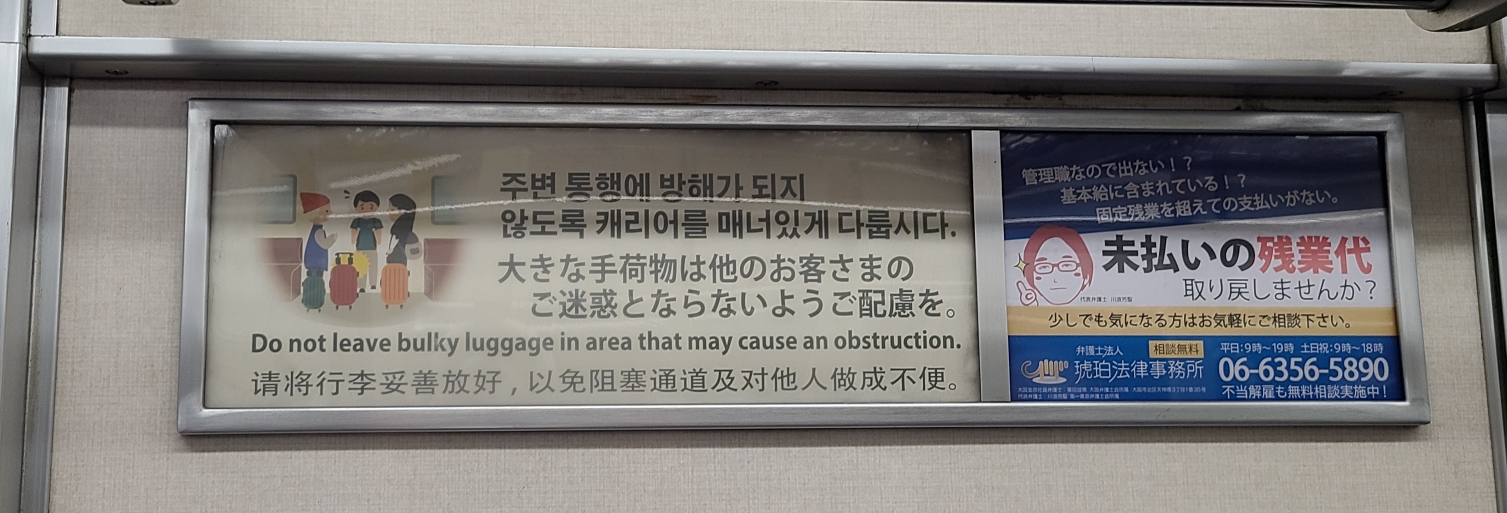 주변 통행에 방해가 되지
않도록 캐리어를 매너있게 다룹시다.
大きな手荷物は他のお客さまの
ご迷惑とならないようご配慮を。
Do not leave bulky luggage in area that may cause an obstruction.
请将行李妥善放好，以免阻塞通道及对他人做成不便。
管理職なので出ない！？
基本給に含まれている！？
固定残業を超えての支払いがない。
未払いの残業代
取り戻しませんか？
代表弁護士 川波芳聖
少しでも気になる方はお気軽にご相談下さい。
弁護士法人 相談無料
琥珀法律事務所
平日:9時～19時 土日祝:9時～18時
06-6356-5890
不当解雇も無料相談実施中！